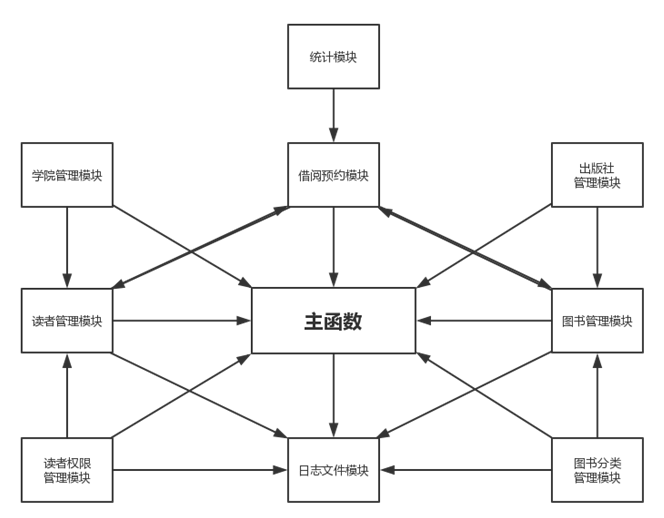 统计模块
学院管理模块
借阅预约模块
出版社
管理模块
读者管理模块
主函数
图书管理模块
读者权限
管理模块
日志文件模块
图书分类
管理模块